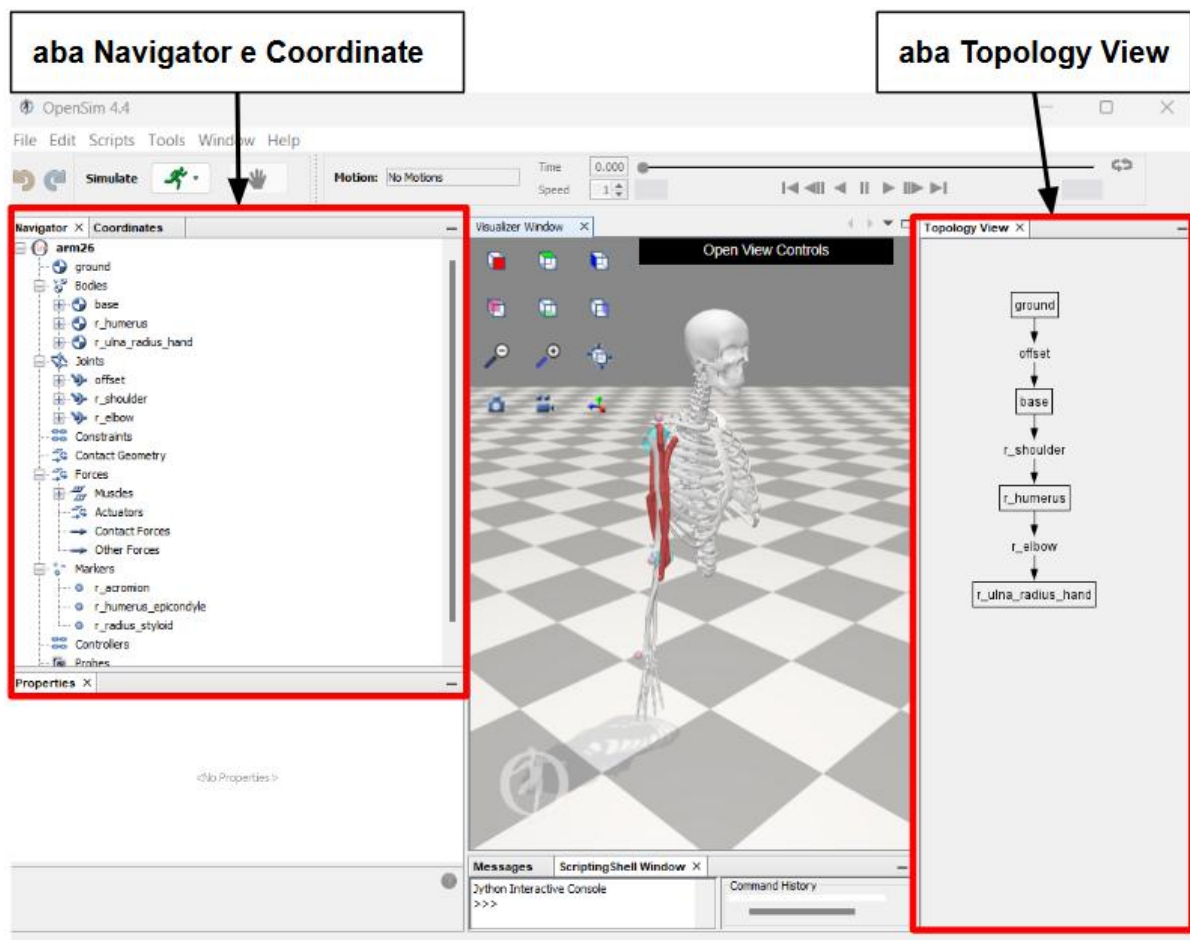 aba Navigator e Coordinate
aba Topology View
OpenSim 4.4
File Edit Scripts Tools Window Help
Simulate
Motion: No Motions
Time 0.000
Speed 1
Navigator Coordinates
arm26
ground
Bodies
base
r_humerus
r_ulna_radius_hand
Joints
offset
r_shoulder
r_elbow
Constraints
Contact Geometry
Forces
Muscles
Actuators
Contact Forces
Other Forces
Markers
r_acromion
r_humerus_epicondyle
r_radius_styloid
Controllers
Probes
Properties
<No Properties>
Visualizer Window
Open View Controls
Messages ScriptingShell Window
Jython Interactive Console
>>>
Command History
Topology View
ground
offset
base
r_shoulder
r_humerus
r_elbow
r_ulna_radius_hand